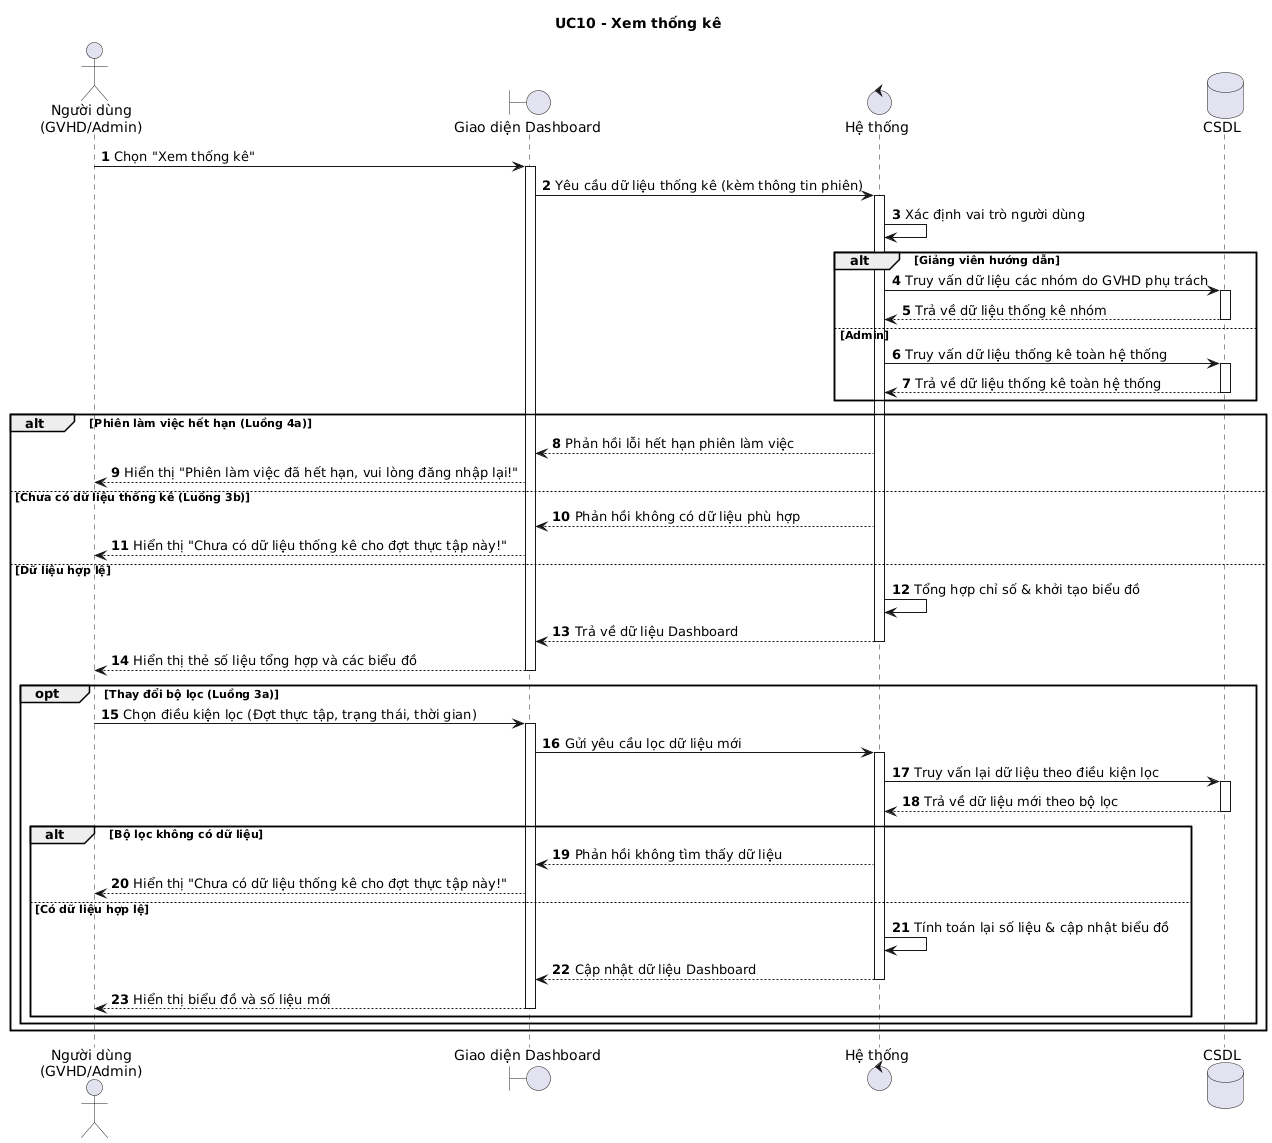 UC10 - Xem thống kê
Người dùng
(GVHD/Admin)
Giao diện Dashboard
Hệ thống
CSDL
1 Chọn "Xem thống kê"
2 Yêu cầu dữ liệu thống kê (kèm thông tin phiên)
3 Xác định vai trò người dùng
alt [Giảng viên hướng dẫn]
4 Truy vấn dữ liệu các nhóm do GVHD phụ trách
5 Trả về dữ liệu thống kê nhóm
[Admin]
6 Truy vấn dữ liệu thống kê toàn hệ thống
7 Trả về dữ liệu thống kê toàn hệ thống
alt [Phiên làm việc hết hạn (Luồng 4a)]
8 Phản hồi lỗi hết hạn phiên làm việc
9 Hiển thị "Phiên làm việc đã hết hạn, vui lòng đăng nhập lại!"
[Chưa có dữ liệu thống kê (Luồng 3b)]
10 Phản hồi không có dữ liệu phù hợp
11 Hiển thị "Chưa có dữ liệu thống kê cho đợt thực tập này!"
[Dữ liệu hợp lệ]
12 Tổng hợp chỉ số & khởi tạo biểu đồ
13 Trả về dữ liệu Dashboard
14 Hiển thị thẻ số liệu tổng hợp và các biểu đồ
opt [Thay đổi bộ lọc (Luồng 3a)]
15 Chọn điều kiện lọc (Đợt thực tập, trạng thái, thời gian)
16 Gửi yêu cầu lọc dữ liệu mới
17 Truy vấn lại dữ liệu theo điều kiện lọc
18 Trả về dữ liệu mới theo bộ lọc
alt [Bộ lọc không có dữ liệu]
19 Phản hồi không tìm thấy dữ liệu
20 Hiển thị "Chưa có dữ liệu thống kê cho đợt thực tập này!"
[Có dữ liệu hợp lệ]
21 Tính toán lại số liệu & cập nhật biểu đồ
22 Cập nhật dữ liệu Dashboard
23 Hiển thị biểu đồ và số liệu mới
Người dùng
(GVHD/Admin)
Giao diện Dashboard
Hệ thống
CSDL